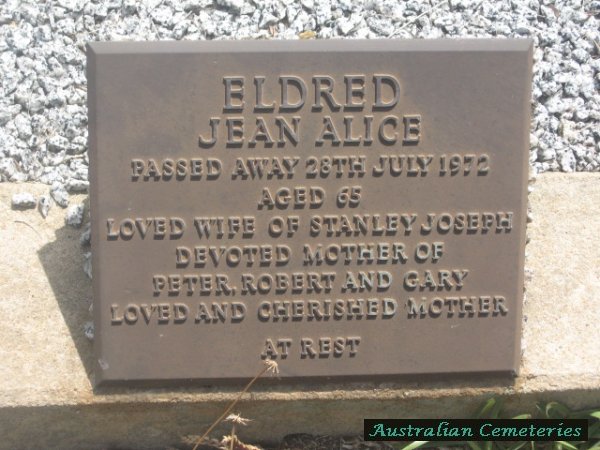 ELDRED
JEAN ALICE
PASSED AWAY 28TH JULY 1972
AGED 65
LOVED WIFE OF STANLEY JOSEPH
DEVOTED MOTHER OF
PETER, ROBERT AND GARY
LOVED AND CHERISHED MOTHER
AT REST
Australian Cemeteries